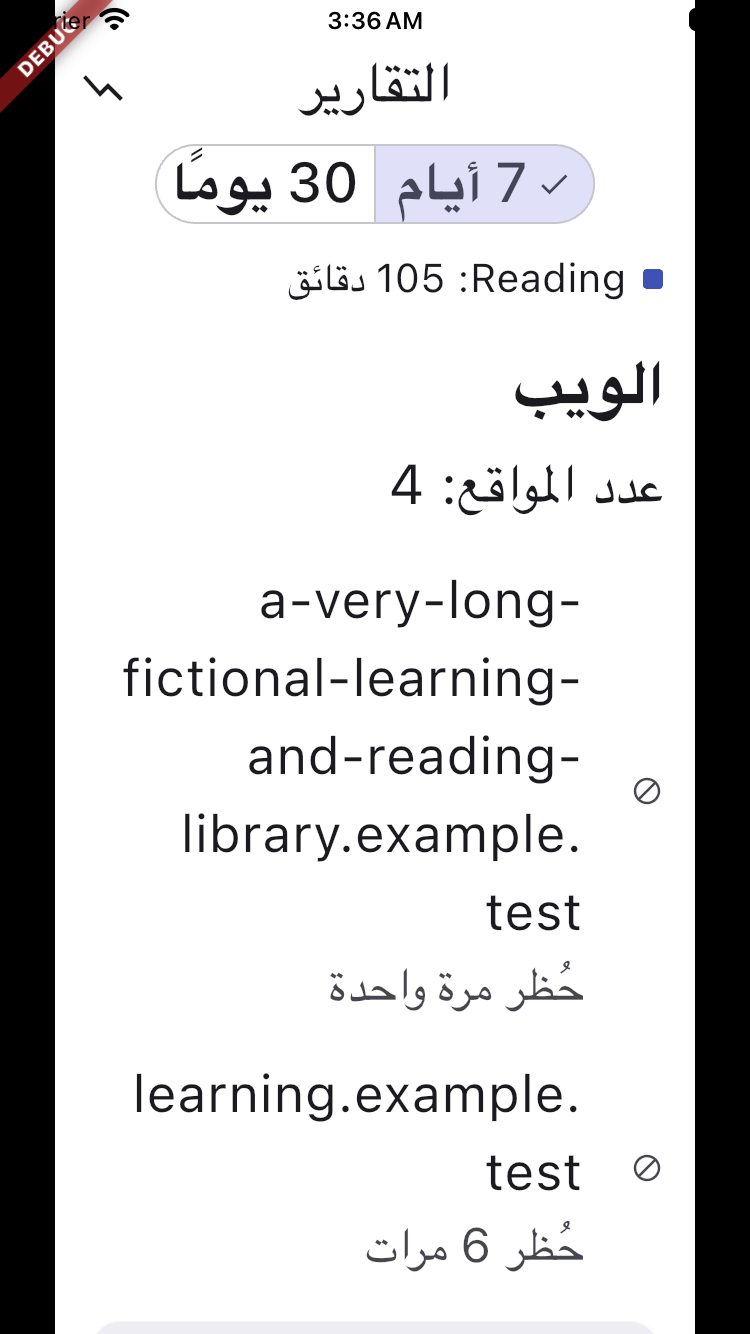 rier 3:36 AM
DEBUG
التقارير
7 أيام
30 يومًا
Reading: 105 دقائق
الويب
عدد المواقع: 4
a-very-long-
fictional-learning-
and-reading-
library.example.
test
حُظر مرة واحدة
learning.example.
test
حُظر 6 مرات